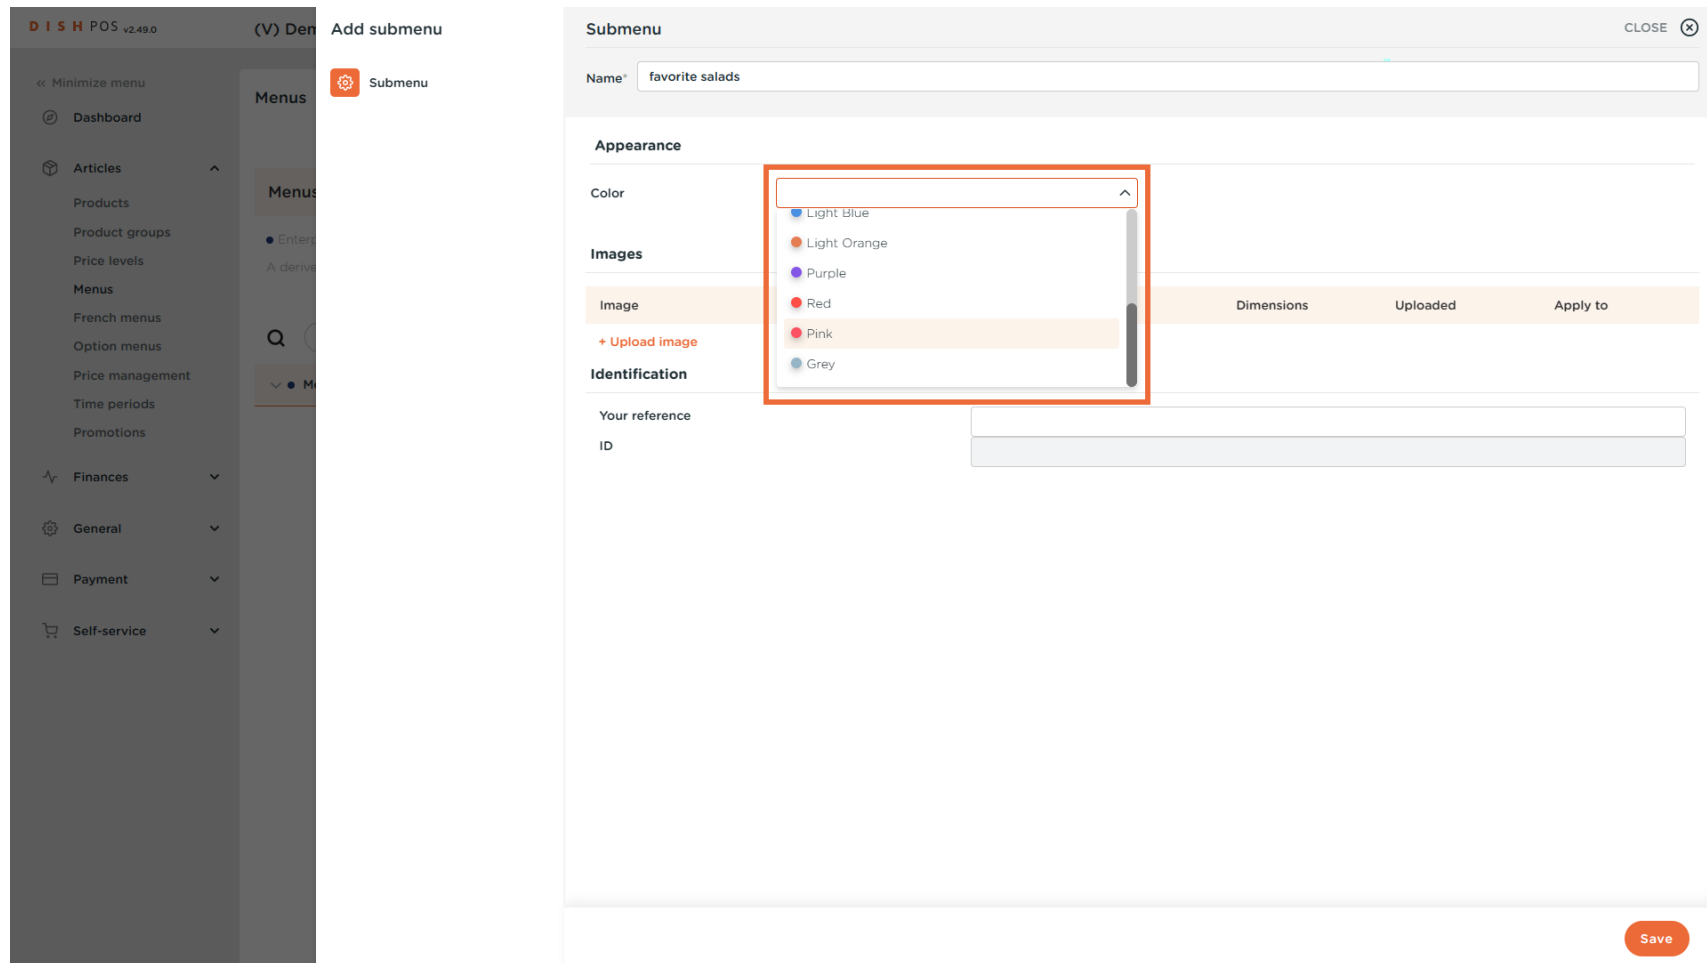 DISH POS v2.49.0
« Minimize menu
Dashboard
Articles
Products
Product groups
Price levels
Menus
French menus
Option menus
Price management
Time periods
Promotions
Finances
General
Payment
Self-service
(V) Den
Menus
Menus
Enterp
A derive
Me
Add submenu
Submenu
Submenu
CLOSE
Name*
favorite salads
Appearance
Color
Light Blue
Light Orange
Purple
Red
Pink
Grey
Images
Image
Dimensions
Uploaded
Apply to
+ Upload image
Identification
Your reference
ID
Save